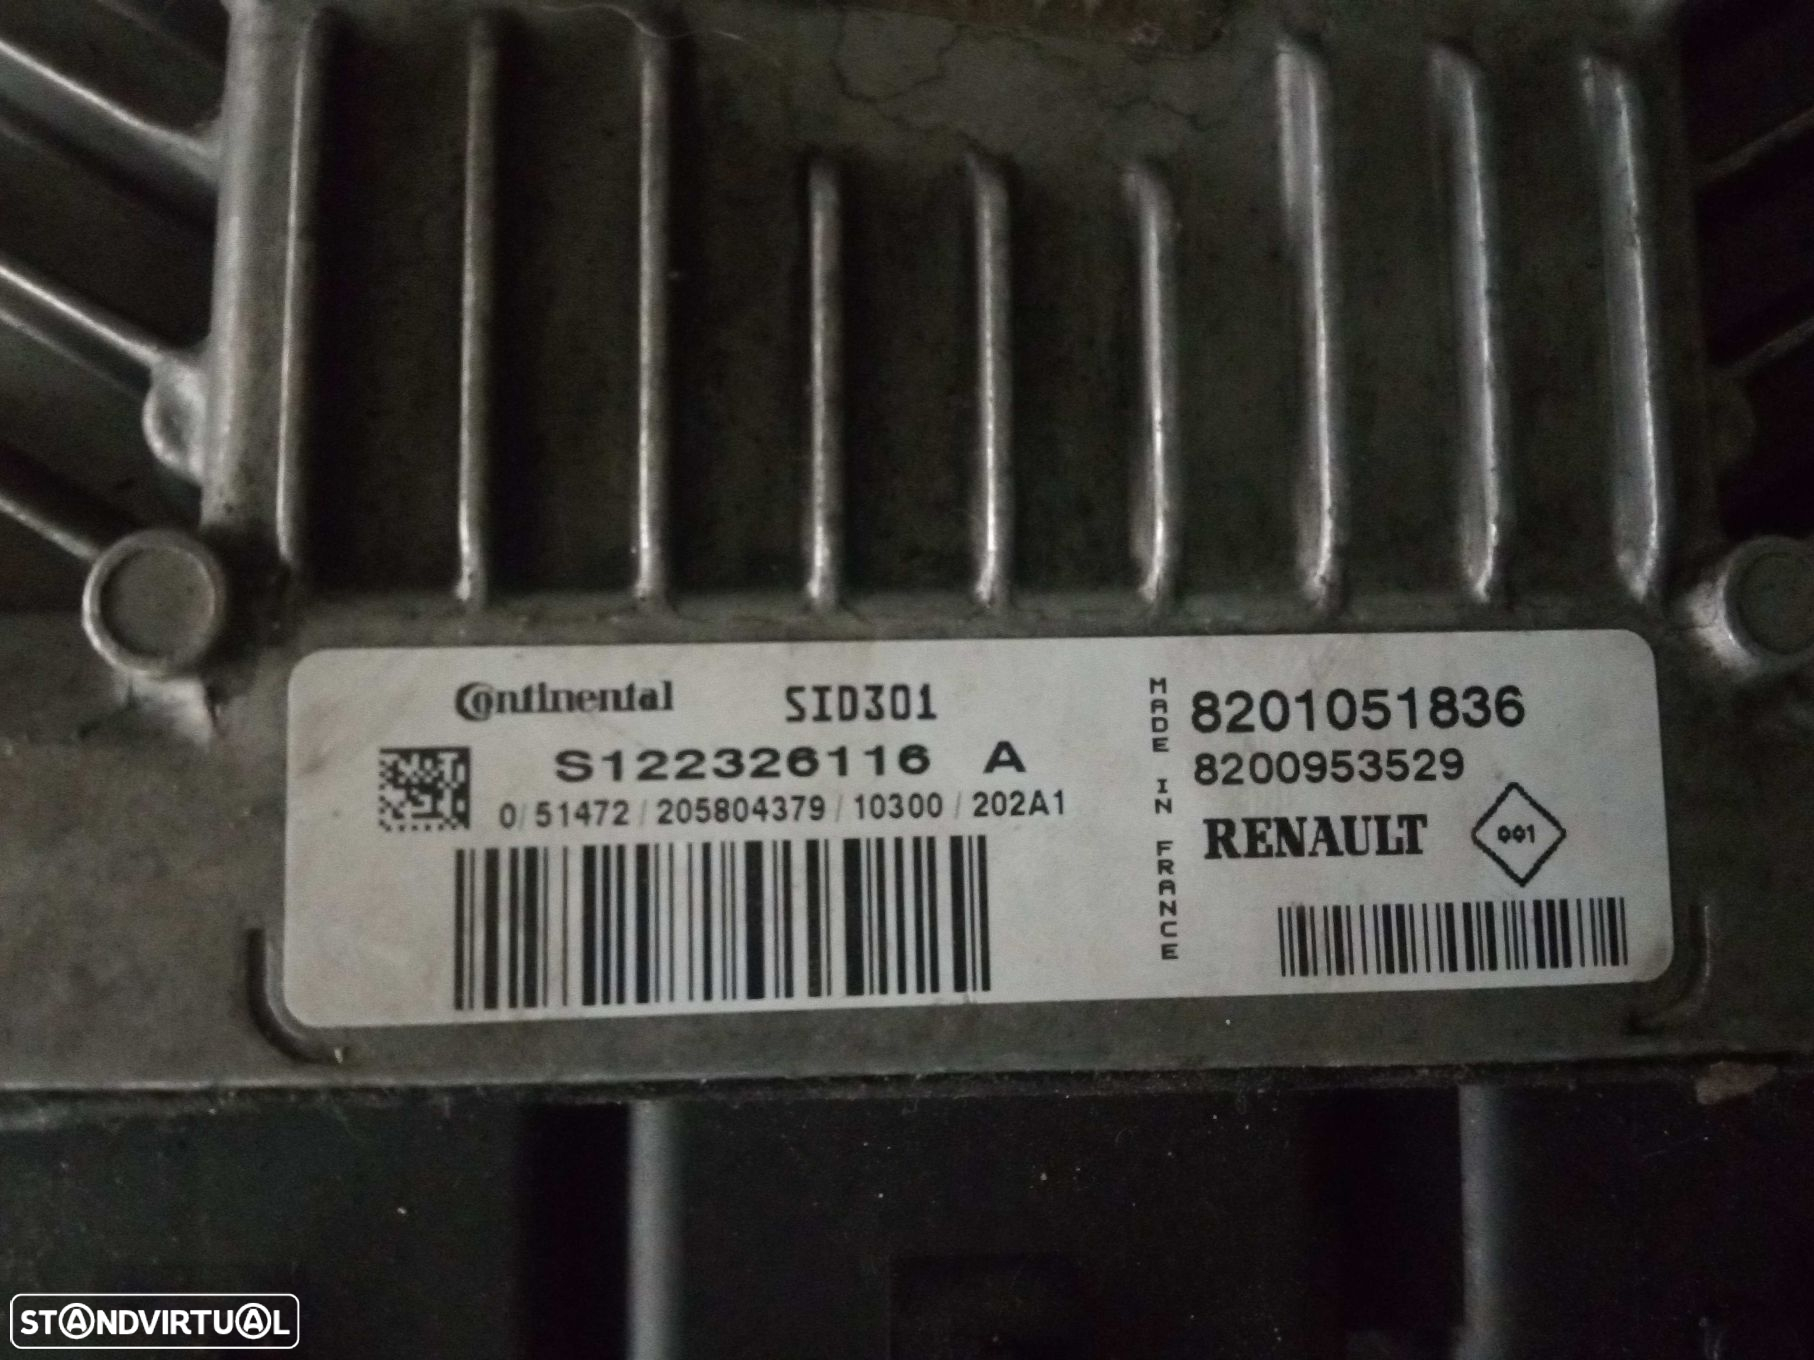 Continental SID301
S122326116 A
0/51472/205804379/10300/202A1
MADE IN FRANCE
8201051836
8200953529
RENAULT 001
STANDVIRTUAL